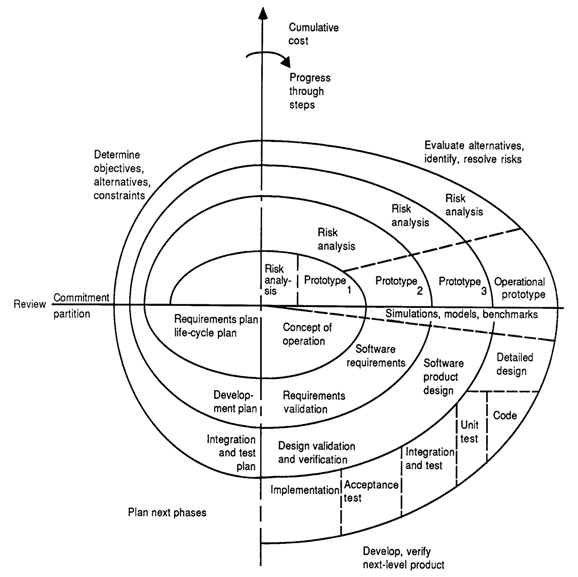 Cumulative
cost
Progress
through
steps
Determine
objectives,
alternatives,
constraints
Evaluate alternatives,
identify, resolve risks
Risk
analysis
Risk
analysis
Risk
analysis
Risk
analy-
sis
Prototype
1
Prototype
2
Prototype
3
Operational
prototype
Review
Commitment
partition
Simulations, models, benchmarks
Requirements plan
life-cycle plan
Concept of
operation
Software
requirements
Software
product
design
Detailed
design
Develop-
ment plan
Requirements
validation
Code
Unit
test
Integration
and test
plan
Design validation
and verification
Integration
and test
Implementation
Acceptance
test
Plan next phases
Develop, verify
next-level product